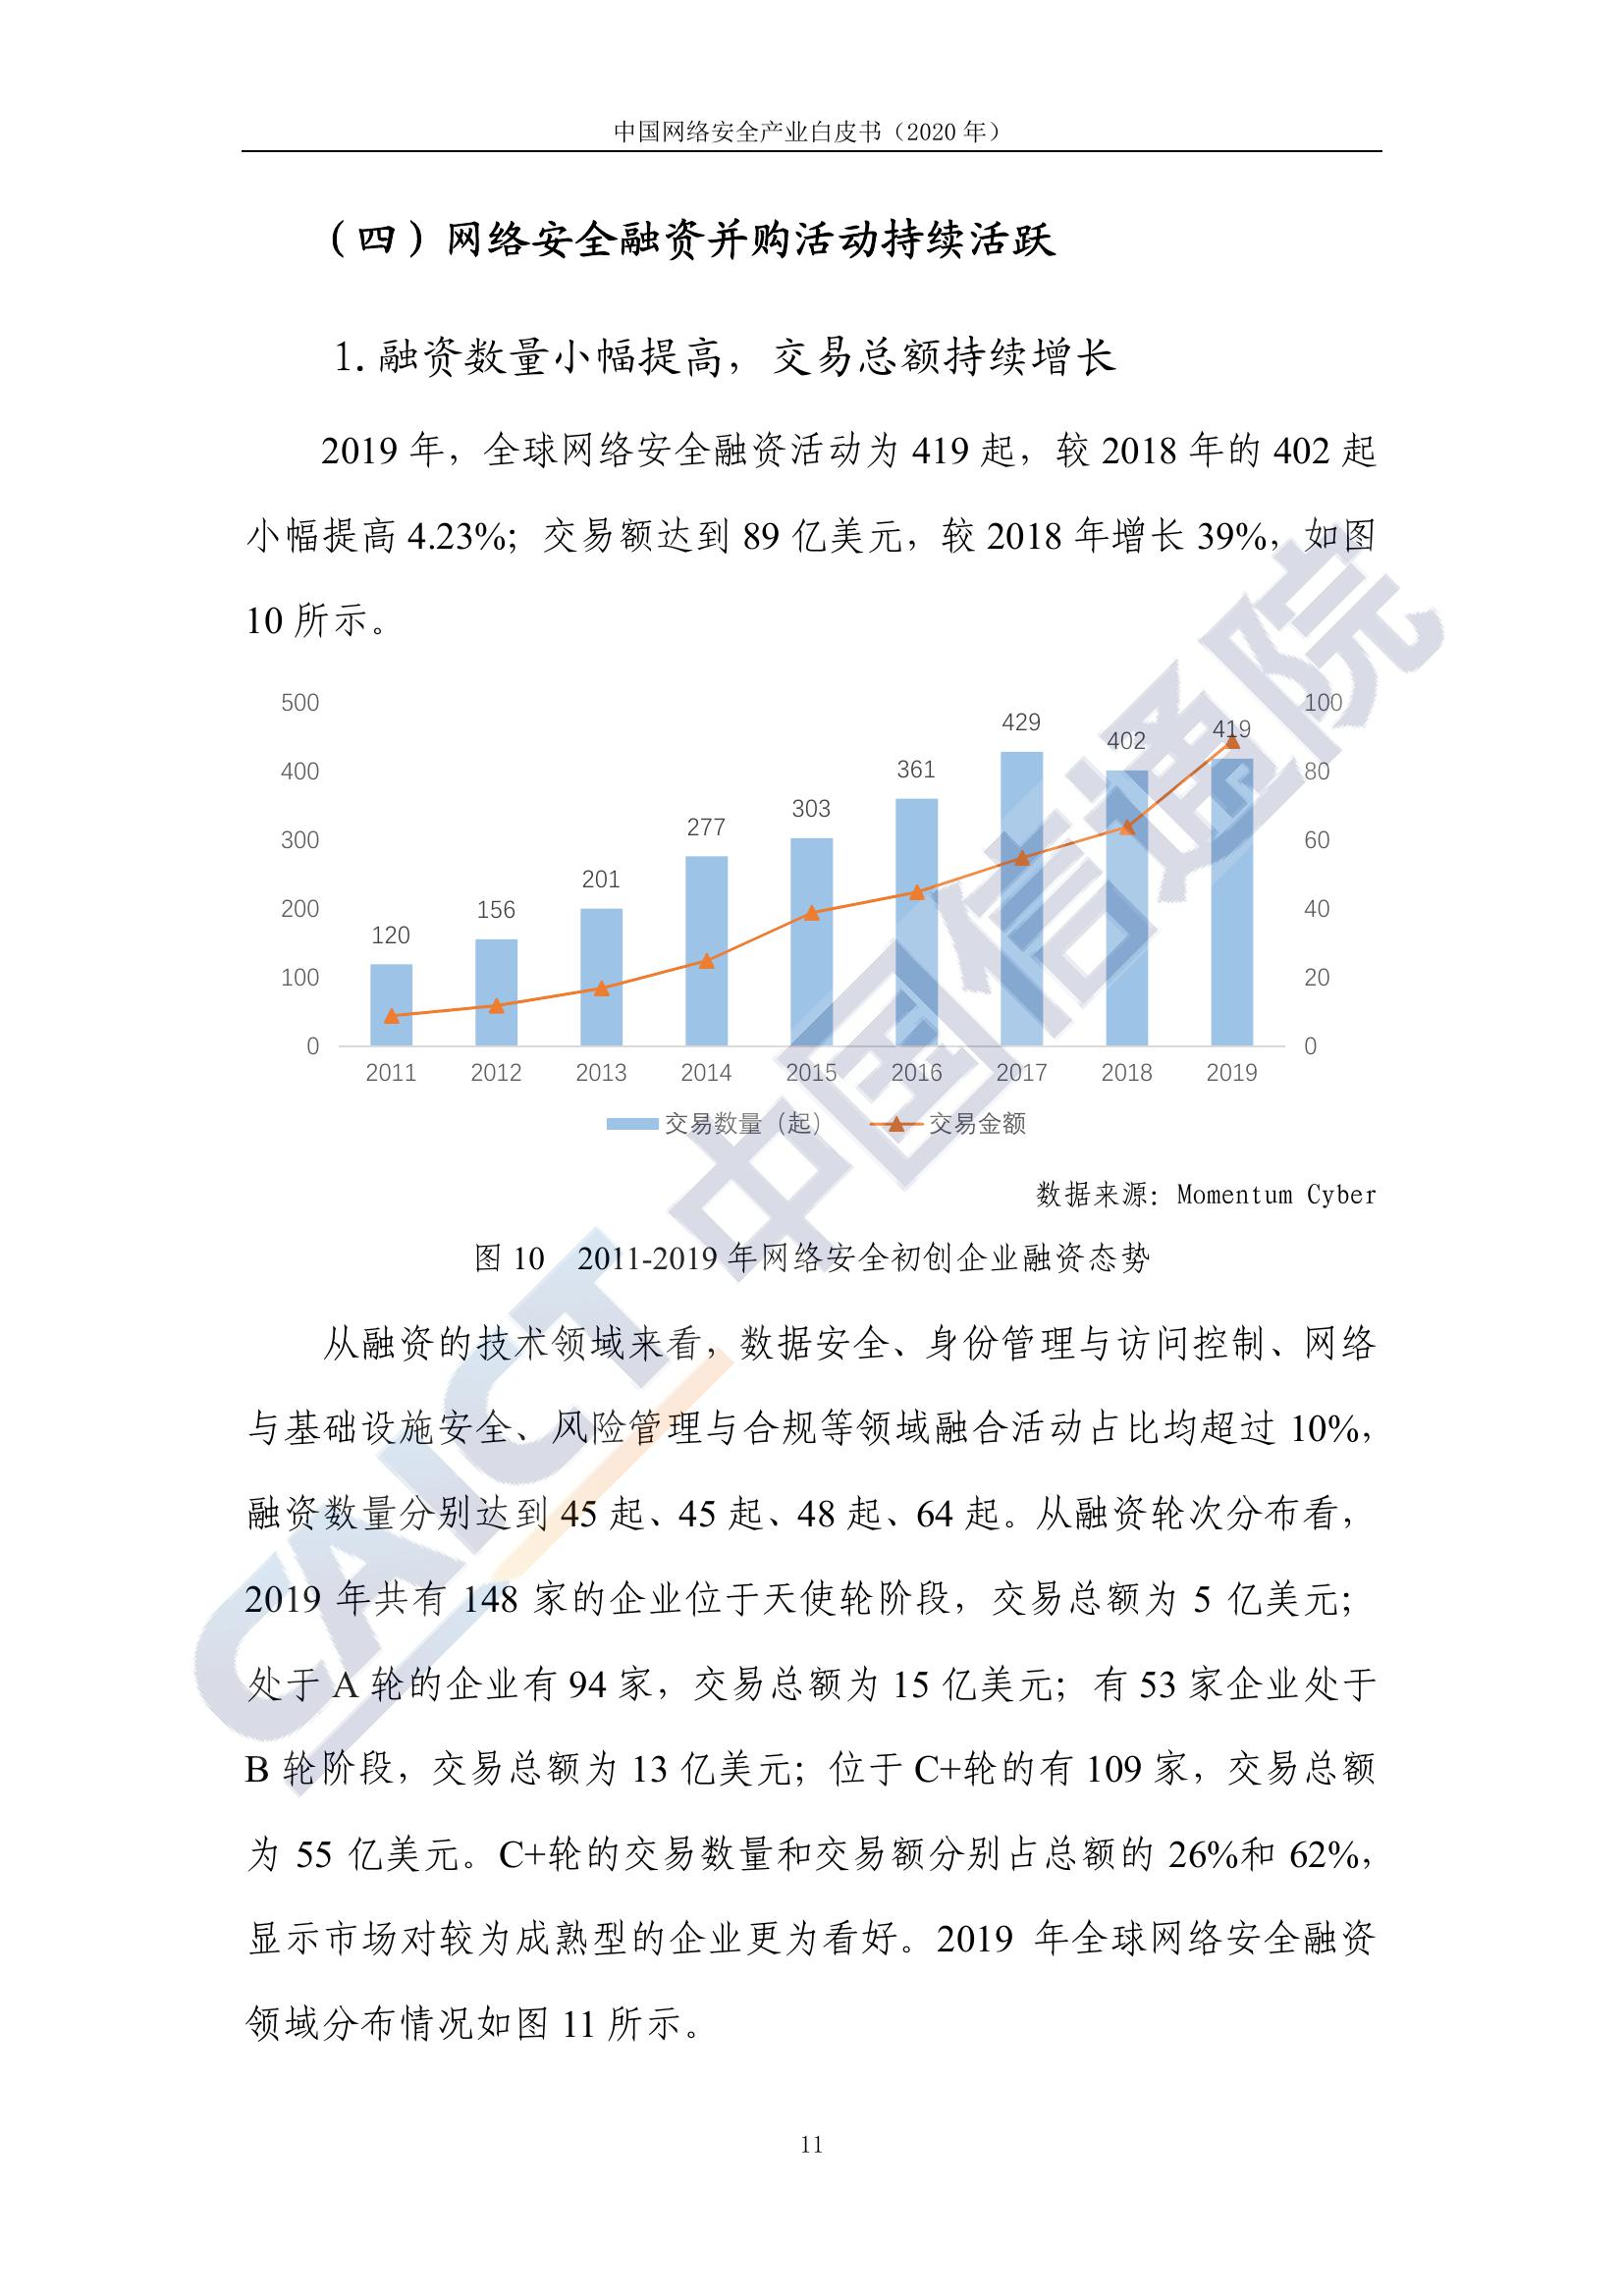 中国网络安全产业白皮书（2020 年）
（四）网络安全融资并购活动持续活跃
1.融资数量小幅提高，交易总额持续增长
2019 年，全球网络安全融资活动为 419 起，较 2018 年的 402 起
小幅提高 4.23%；交易额达到 89 亿美元，较 2018 年增长 39%，如图
10 所示。
500
400
300
200
100
0
100
80
60
40
20
0
120
156
201
277
303
361
429
402
419
2011 2012 2013 2014 2015 2016 2017 2018 2019
交易数量（起） 交易金额
数据来源：Momentum Cyber
图 10 2011-2019 年网络安全初创企业融资态势
从融资的技术领域来看，数据安全、身份管理与访问控制、网络
与基础设施安全、风险管理与合规等领域融合活动占比均超过 10%，
融资数量分别达到 45 起、45 起、48 起、64 起。从融资轮次分布看，
2019 年共有 148 家的企业位于天使轮阶段，交易总额为 5 亿美元；
处于 A 轮的企业有 94 家，交易总额为 15 亿美元；有 53 家企业处于
B 轮阶段，交易总额为 13 亿美元；位于 C+轮的有 109 家，交易总额
为 55 亿美元。C+轮的交易数量和交易额分别占总额的 26%和 62%，
显示市场对较为成熟型的企业更为看好。2019 年全球网络安全融资
领域分布情况如图 11 所示。
11
CAICT 中国信通院